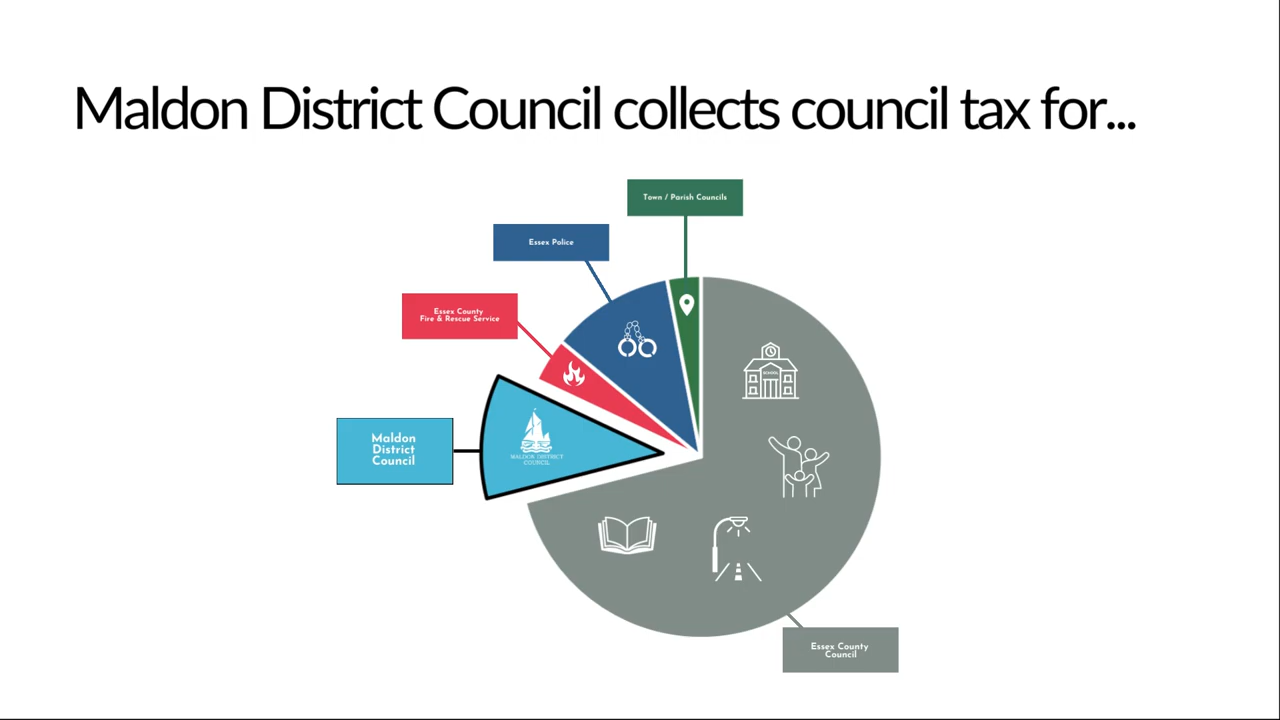 Maldon District Council collects council tax for...
Town / Parish Councils
Essex Police
Essex County
Fire & Rescue Service
SCHOOL
Maldon
District
Council
MALDON DISTRICT
COUNCIL
Essex County
Council